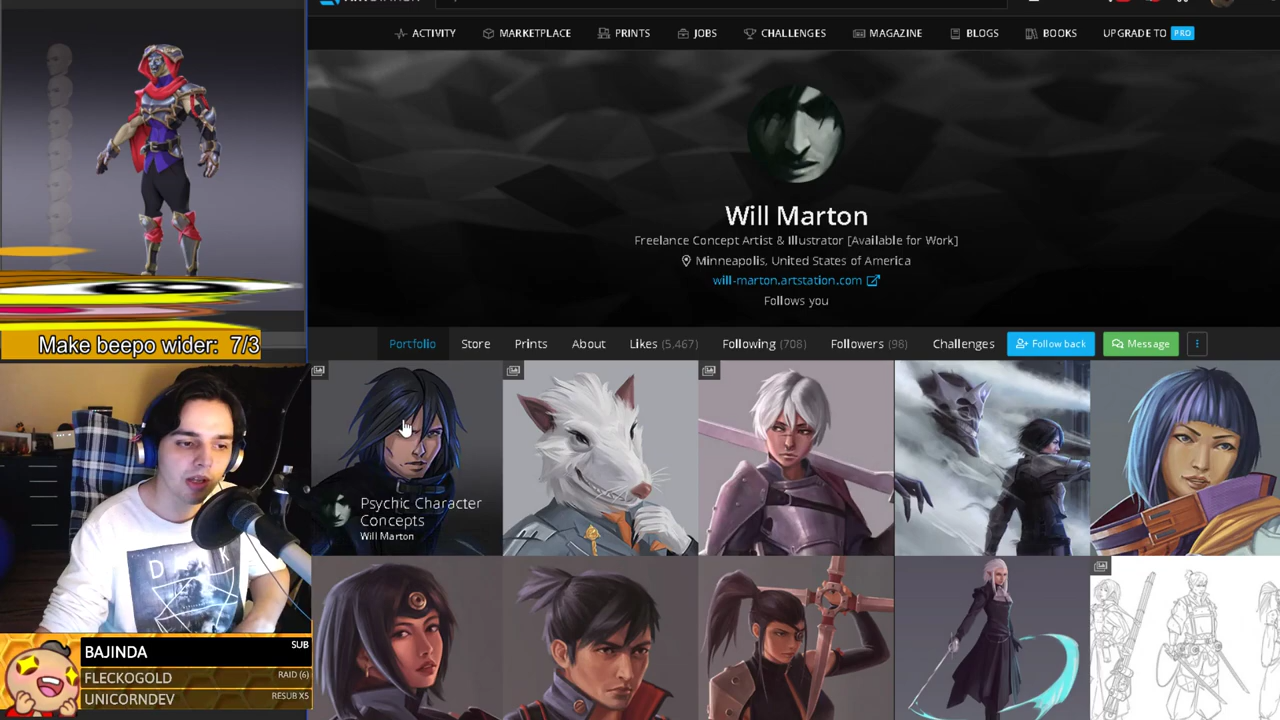 ACTIVITY
MARKETPLACE
PRINTS
JOBS
CHALLENGES
MAGAZINE
BLOGS
BOOKS
UPGRADE TO PRO
Will Marton
Freelance Concept Artist & Illustrator [Available for Work]
Minneapolis, United States of America
will-marton.artstation.com
Follows you
Make beepo wider: 7/3
Portfolio
Store
Prints
About
Likes (5,467)
Following (708)
Followers (98)
Challenges
Follow back
Message
Psychic Character
Concepts
Will Marton
D RK
BAJINDA SUB
FLECKOGOLD RAID (6)
UNICORNDEV RESUB X5